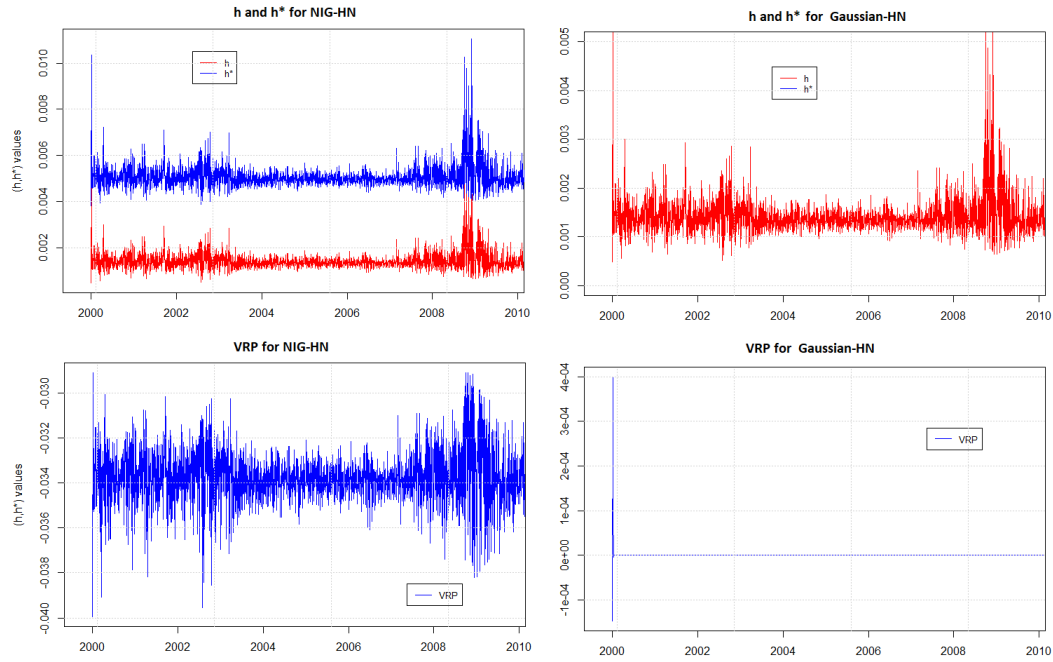 h and h* for NIG-HN
(h,h*) values
0.010
0.008
0.006
0.004
0.002
h
h*
2000 2002 2004 2006 2008 2010
h and h* for Gaussian-HN
0.005
0.004
0.003
0.002
0.001
0.000
h
h*
2000 2002 2004 2006 2008 2010
VRP for NIG-HN
(h,h*) values
-0.030
-0.032
-0.034
-0.036
-0.038
-0.040
VRP
2000 2002 2004 2006 2008 2010
VRP for Gaussian-HN
4e-04
3e-04
2e-04
1e-04
0e+00
-1e-04
VRP
2000 2002 2004 2006 2008 2010